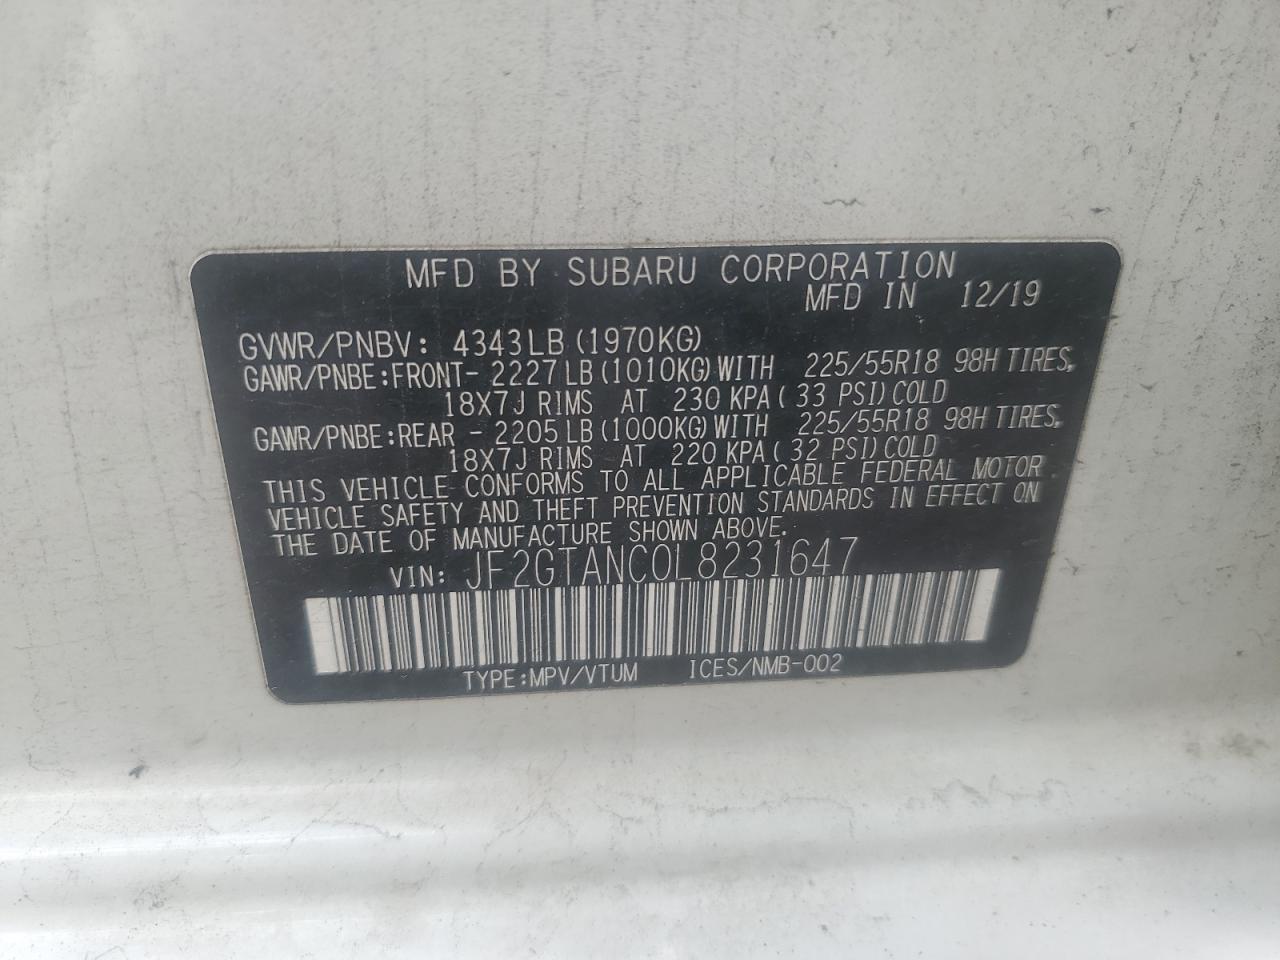 MFD BY SUBARU CORPORATION
MFD IN 12/19
GVWR/PNBV: 4343LB(1970KG)
GAWR/PNBE:FRONT- 2227LB(1010KG)WITH 225/55R18 98H TIRES,
18X7J RIMS AT 230 KPA( 33 PSI)COLD
GAWR/PNBE:REAR - 2205LB(1000KG)WITH 225/55R18 98H TIRES,
18X7J RIMS AT 220 KPA( 32 PSI)COLD
THIS VEHICLE CONFORMS TO ALL APPLICABLE FEDERAL MOTOR
VEHICLE SAFETY AND THEFT PREVENTION STANDARDS IN EFFECT ON
THE DATE OF MANUFACTURE SHOWN ABOVE.
VIN: JF2GTANC0L8231647
TYPE:MPV/VTUM ICES/NMB-002